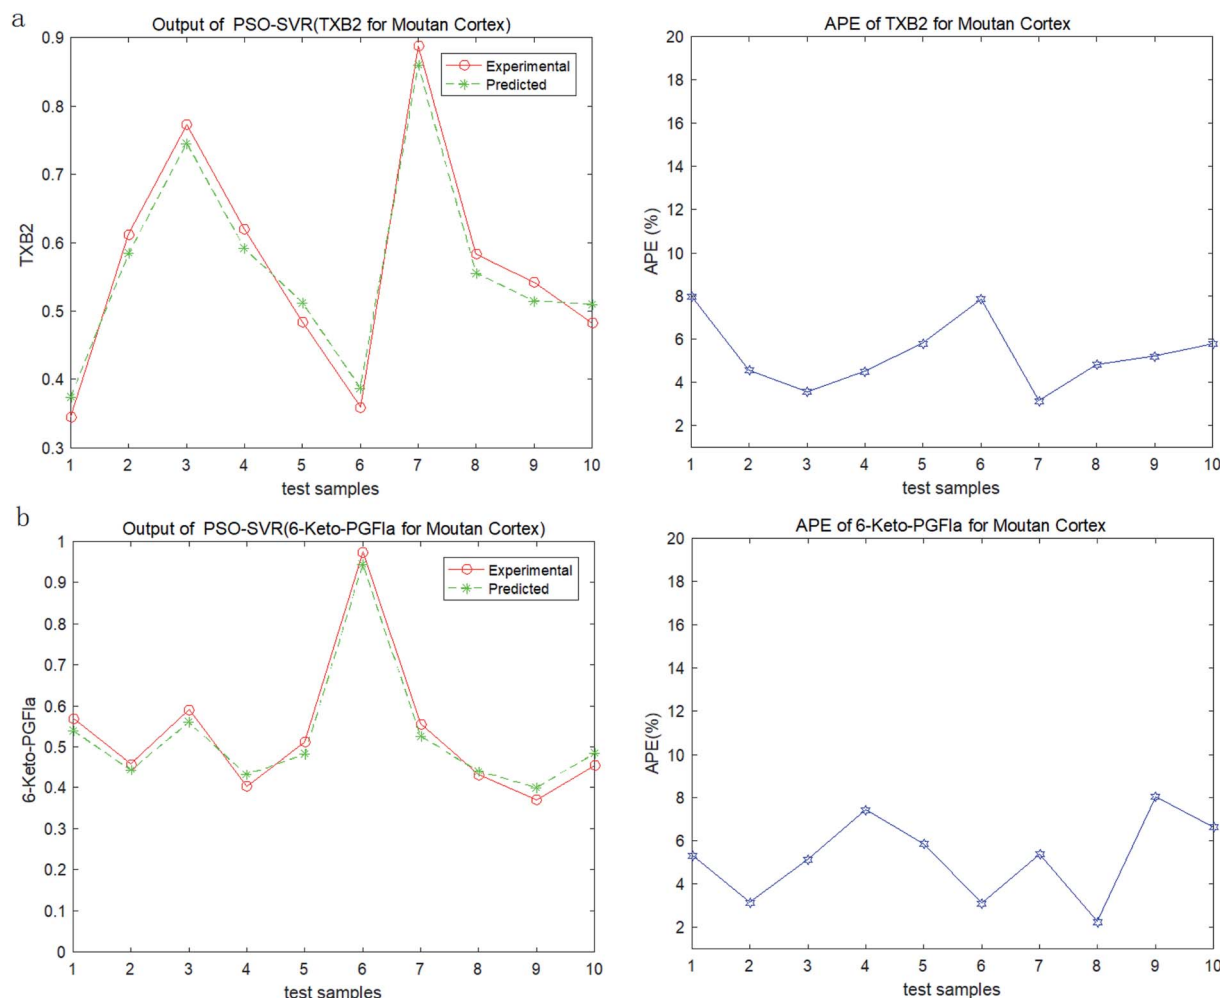 a
Output of PSO-SVR(TXB2 for Moutan Cortex)
0.9
0.8
0.7
0.6
0.5
0.4
0.3
TXB2
Experimental
Predicted
1 2 3 4 5 6 7 8 9 10
test samples
APE of TXB2 for Moutan Cortex
20
18
16
14
12
10
8
6
4
2
APE (%)
1 2 3 4 5 6 7 8 9 10
test samples
b
Output of PSO-SVR(6-Keto-PGFla for Moutan Cortex)
1
0.9
0.8
0.7
0.6
0.5
0.4
0.3
0.2
0.1
0
6-Keto-PGFla
Experimental
Predicted
1 2 3 4 5 6 7 8 9 10
test samples
APE of 6-Keto-PGFla for Moutan Cortex
20
18
16
14
12
10
8
6
4
2
APE(%)
1 2 3 4 5 6 7 8 9 10
test samples